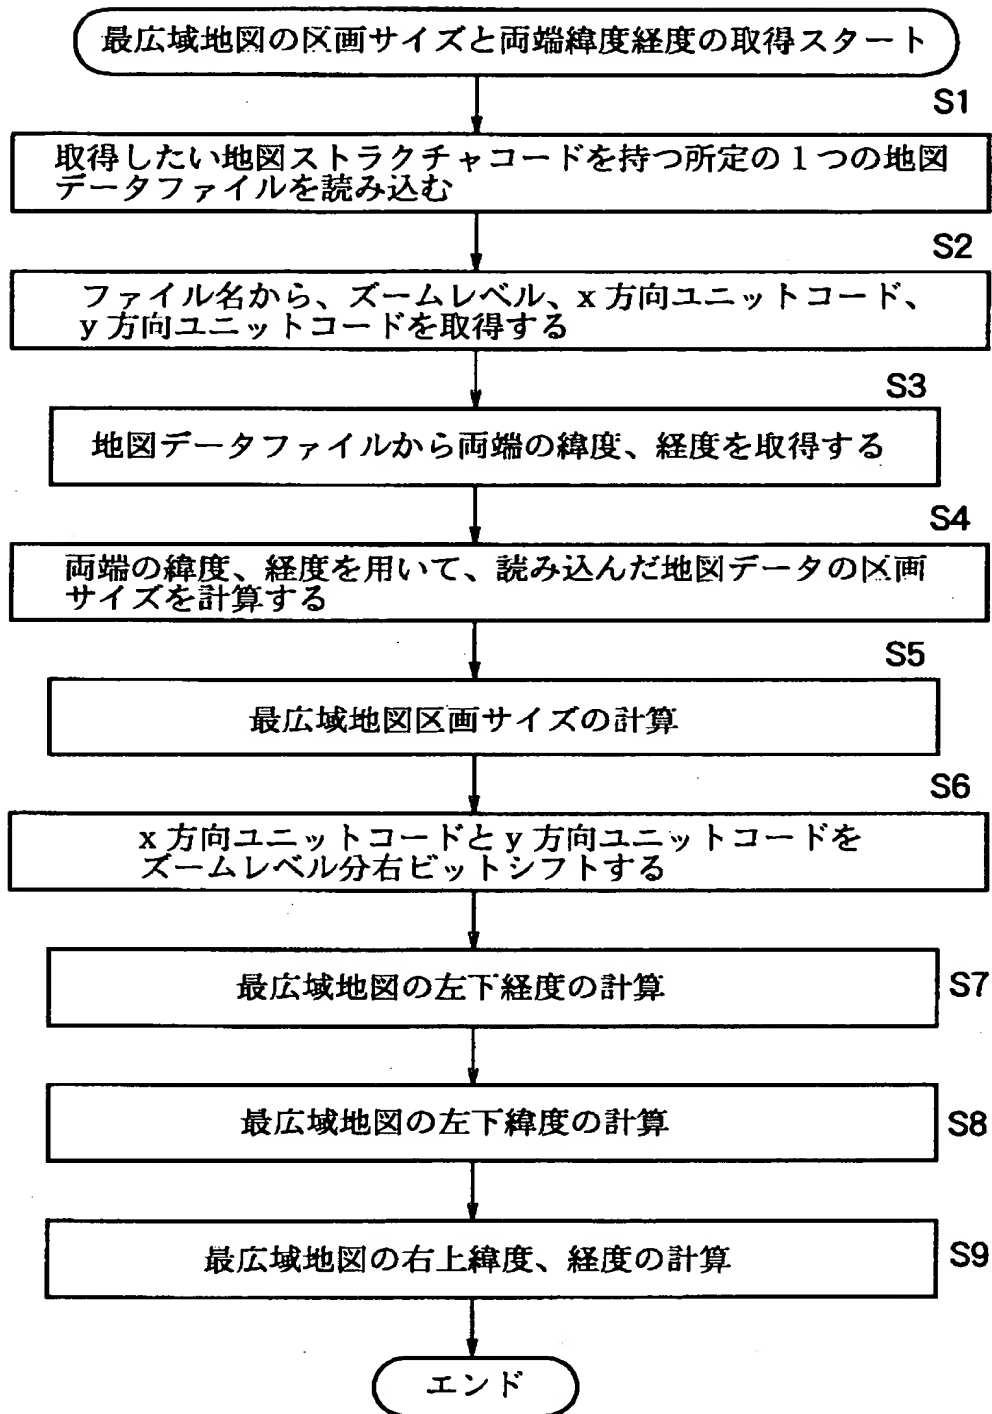 最広域地図の区画サイズと両端緯度経度の取得スタート
S1
取得したい地図ストラクチャコードを持つ所定の1つの地図
データファイルを読み込む
S2
ファイル名から、ズームレベル、x方向ユニットコード、
y方向ユニットコードを取得する
S3
地図データファイルから両端の緯度、経度を取得する
S4
両端の緯度、経度を用いて、読み込んだ地図データの区画
サイズを計算する
S5
最広域地図区画サイズの計算
S6
x方向ユニットコードとy方向ユニットコードを
ズームレベル分右ビットシフトする
最広域地図の左下経度の計算
S7
最広域地図の左下緯度の計算
S8
最広域地図の右上緯度、経度の計算
S9
エンド